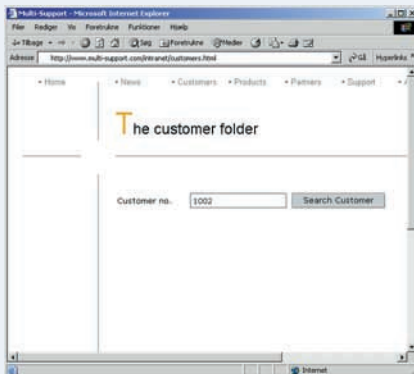 Multi-Support - Microsoft Internet Explorer
Filer Rediger Vis Foretrukne Funktioner Hjælp
Tilbage Søg Foretrukne Medier
Adresse http://www.multi-support.com/intranet/customers.html Gå Hyperlinks
• Home • News • Customers • Products • Partners • Support
The customer folder
Customer no. 1002 Search Customer
Internet